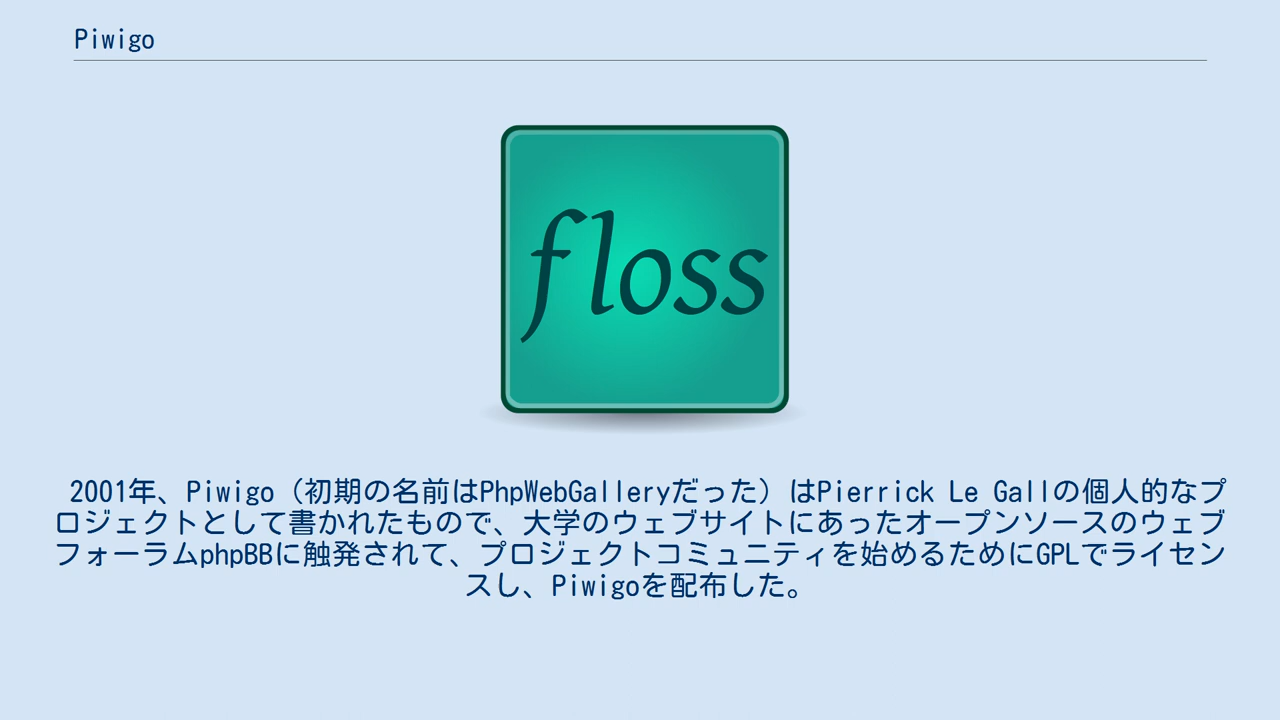 Piwigo
floss
2001年、Piwigo（初期の名前はPhpWebGalleryだった）はPierrick Le Gallの個人的なプ
ロジェクトとして書かれたもので、大学のウェブサイトにあったオープンソースのウェブ
フォーラムphpBBに触発されて、プロジェクトコミュニティを始めるためにGPLでライセン
スし、Piwigoを配布した。